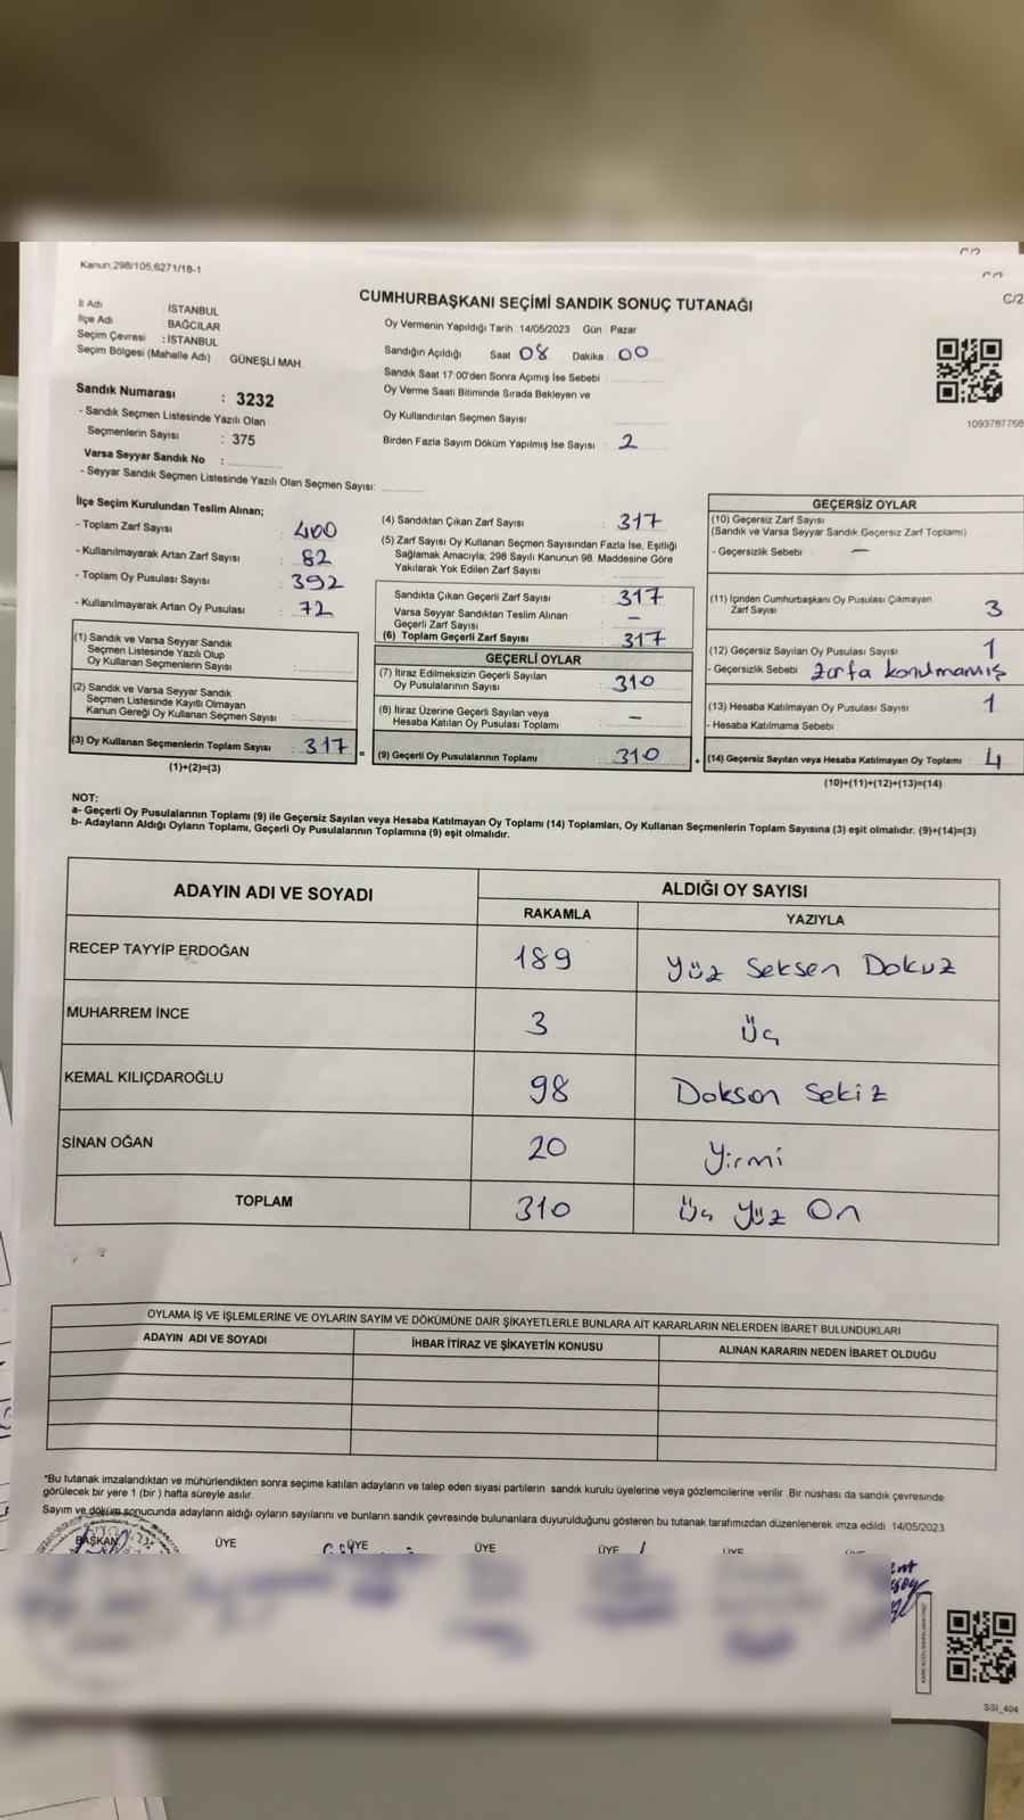 Kanun:298/105,6271/18-1
C/2
CUMHURBAŞKANI SEÇİMİ SANDIK SONUÇ TUTANAĞI
İl Adı İSTANBUL
İlçe Adı BAĞCILAR
Seçim Çevresi : İSTANBUL
Seçim Bölgesi (Mahalle Adı) GÜNEŞLİ MAH.
Oy Vermenin Yapıldığı Tarih 14/05/2023 Gün Pazar
Sandığın Açıldığı Saat 08 Dakika 00
Sandık Saat 17:00'den Sonra Açımış İse Sebebi
Oy Verme Saati Bitiminde Sırada Bekleyen ve
Oy Kullandırılan Seçmen Sayısı
Birden Fazla Sayım Döküm Yapılmış İse Sayısı 2
Sandık Numarası : 3232
- Sandık Seçmen Listesinde Yazılı Olan
Seçmenlerin Sayısı : 375
Varsa Seyyar Sandık No :
- Seyyar Sandık Seçmen Listesinde Yazılı Olan Seçmen Sayısı:
1093787768
İlçe Seçim Kurulundan Teslim Alınan;
- Toplam Zarf Sayısı : 400
- Kullanılmayarak Artan Zarf Sayısı : 82
- Toplam Oy Pusulası Sayısı : 392
- Kullanılmayarak Artan Oy Pusulası : 72
(1) Sandık ve Varsa Seyyar Sandık
Seçmen Listesinde Yazılı Olup
Oy Kullanan Seçmenlerin Sayısı
(2) Sandık ve Varsa Seyyar Sandık
Seçmen Listesinde Kayıtlı Olmayan
Kanun Gereği Oy Kullanan Seçmen Sayısı
(3) Oy Kullanan Seçmenlerin Toplam Sayısı : 317
(1)+(2)=(3)
(4) Sandıktan Çıkan Zarf Sayısı : 317
(5) Zarf Sayısı Oy Kullanan Seçmen Sayısından Fazla İse, Eşitliği
Sağlamak Amacıyla, 298 Sayılı Kanunun 98. Maddesine Göre
Yakılarak Yok Edilen Zarf Sayısı
Sandıkta Çıkan Geçerli Zarf Sayısı 317
Varsa Seyyar Sandıktan Teslim Alınan
Geçerli Zarf Sayısı -
(6) Toplam Geçerli Zarf Sayısı 317
GEÇERLİ OYLAR
(7) İtiraz Edilmeksizin Geçerli Sayılan
Oy Pusulalarının Sayısı 310
(8) İtiraz Üzerine Geçerli Sayılan veya
Hesaba Katılan Oy Pusulası Toplamı -
(9) Geçerli Oy Pusulalarının Toplamı 310
GEÇERSİZ OYLAR
(10) Geçersiz Zarf Sayısı
(Sandık ve Varsa Seyyar Sandık Geçersiz Zarf Toplamı)
- Geçersizlik Sebebi -
(11) İçinden Cumhurbaşkanı Oy Pusulası Çıkmayan
Zarf Sayısı 3
(12) Geçersiz Sayılan Oy Pusulası Sayısı 1
- Geçersizlik Sebebi zarfa konulmamış
(13) Hesaba Katılmayan Oy Pusulası Sayısı 1
- Hesaba Katılmama Sebebi
(14) Geçersiz Sayılan veya Hesaba Katılmayan Oy Toplamı 4
(10)+(11)+(12)+(13)=(14)
NOT:
a- Geçerli Oy Pusulalarının Toplamı (9) ile Geçersiz Sayılan veya Hesaba Katılmayan Oy Toplamı (14) Toplamları, Oy Kullanan Seçmenlerin Toplam Sayısına (3) eşit olmalıdır. (9)+(14)=(3)
b- Adayların Aldığı Oyların Toplamı, Geçerli Oy Pusulalarının Toplamına (9) eşit olmalıdır.
ADAYIN ADI VE SOYADI ALDIĞI OY SAYISI
RAKAMLA YAZIYLA
RECEP TAYYİP ERDOĞAN 189 Yüz Seksen Dokuz
MUHARREM İNCE 3 Üç
KEMAL KILIÇDAROĞLU 98 Doksan Sekiz
SİNAN OĞAN 20 Yirmi
TOPLAM 310 Üç Yüz On
OYLAMA İŞ VE İŞLEMLERİNE VE OYLARIN SAYIM VE DÖKÜMÜNE DAİR ŞİKAYETLERLE BUNLARA AİT KARARLARIN NELERDEN İBARET BULUNDUKLARI
ADAYIN ADI VE SOYADI İHBAR İTİRAZ VE ŞİKAYETİN KONUSU ALINAN KARARIN NEDEN İBARET OLDUĞU
*Bu tutanak imzalandıktan ve mühürlendikten sonra seçime katılan adayların ve talep eden siyasi partilerin sandık kurulu üyelerine veya gözlemcilerine verilir. Bir nüshası da sandık çevresinde
görülecek bir yere 1 (bir) hafta süreyle asılır.
Sayım ve döküm sonucunda adayların aldığı oyların sayılarını ve bunların sandık çevresinde bulunanlara duyurulduğunu gösteren bu tutanak tarafımızdan düzenlenerek imza edildi 14/05/2023
BAŞKAN ÜYE ÜYE ÜYE ÜYE ÜYE
SSI_404